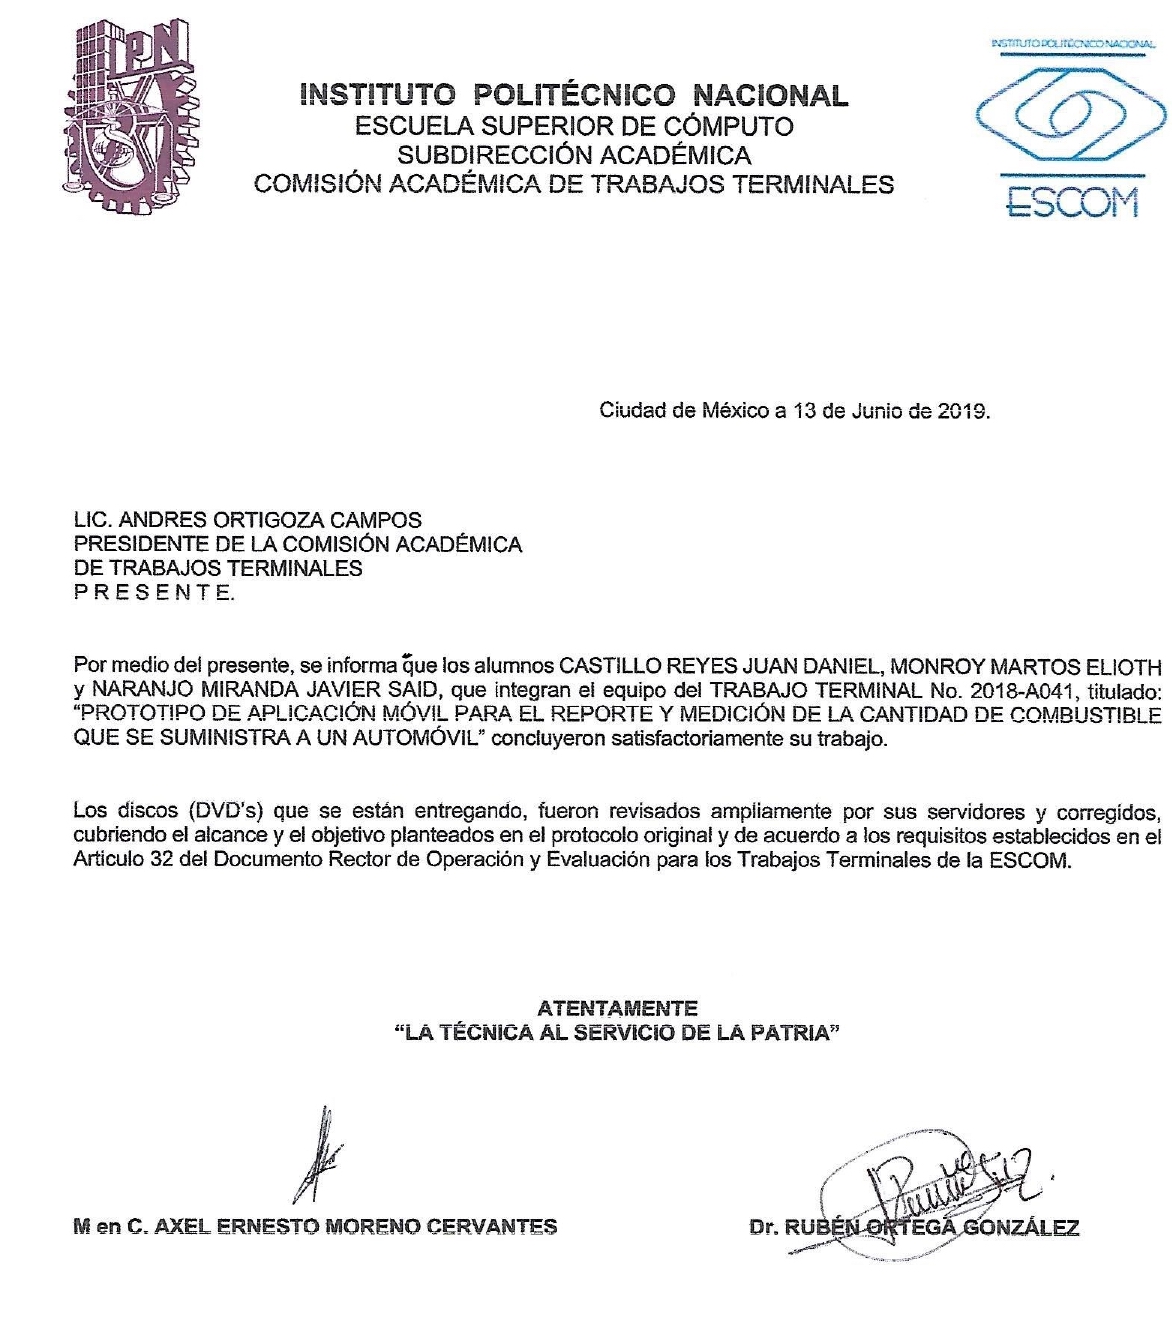 IPN
INSTITUTO POLITÉCNICO NACIONAL
ESCOM
INSTITUTO POLITÉCNICO NACIONAL
ESCUELA SUPERIOR DE CÓMPUTO
SUBDIRECCIÓN ACADÉMICA
COMISIÓN ACADÉMICA DE TRABAJOS TERMINALES
Ciudad de México a 13 de Junio de 2019.
LIC. ANDRES ORTIGOZA CAMPOS
PRESIDENTE DE LA COMISIÓN ACADÉMICA
DE TRABAJOS TERMINALES
P R E S E N T E.
Por medio del presente, se informa que los alumnos CASTILLO REYES JUAN DANIEL, MONROY MARTOS ELIOTH
y NARANJO MIRANDA JAVIER SAID, que integran el equipo del TRABAJO TERMINAL No. 2018-A041, titulado:
“PROTOTIPO DE APLICACIÓN MÓVIL PARA EL REPORTE Y MEDICIÓN DE LA CANTIDAD DE COMBUSTIBLE
QUE SE SUMINISTRA A UN AUTOMÓVIL” concluyeron satisfactoriamente su trabajo.
Los discos (DVD's) que se están entregando, fueron revisados ampliamente por sus servidores y corregidos,
cubriendo el alcance y el objetivo planteados en el protocolo original y de acuerdo a los requisitos establecidos en el
Articulo 32 del Documento Rector de Operación y Evaluación para los Trabajos Terminales de la ESCOM.
ATENTAMENTE
“LA TÉCNICA AL SERVICIO DE LA PATRIA”
M en C. AXEL ERNESTO MORENO CERVANTES
Dr. RUBÉN ORTEGA GONZÁLEZ